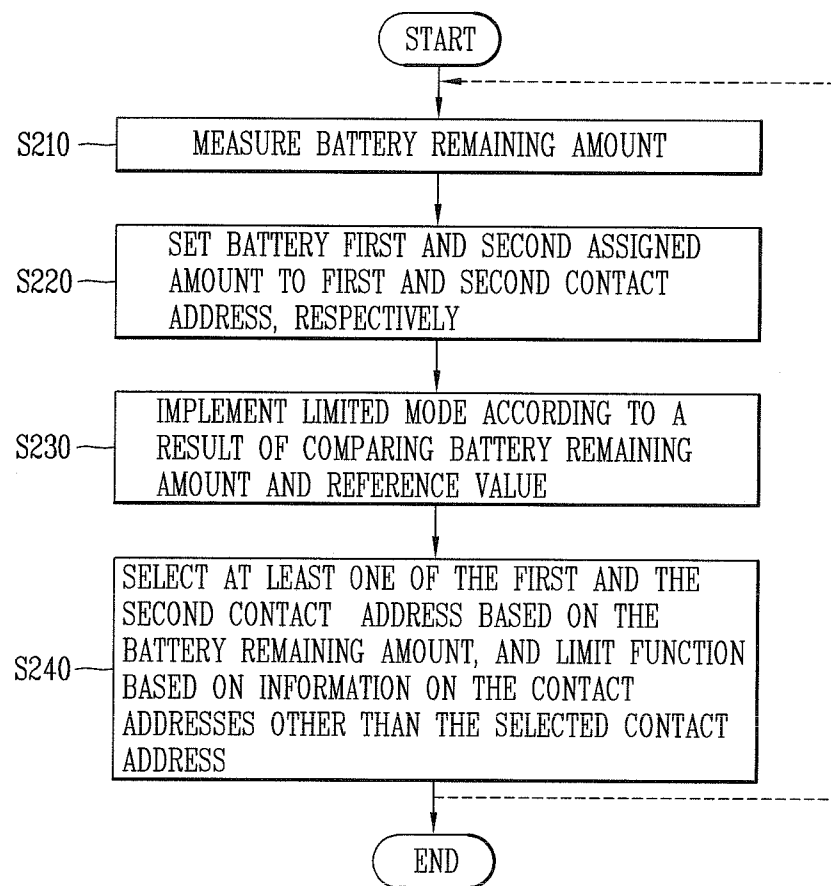 START
S210
MEASURE BATTERY REMAINING AMOUNT
S220
SET BATTERY FIRST AND SECOND ASSIGNED
AMOUNT TO FIRST AND SECOND CONTACT
ADDRESS, RESPECTIVELY
S230
IMPLEMENT LIMITED MODE ACCORDING TO A
RESULT OF COMPARING BATTERY REMAINING
AMOUNT AND REFERENCE VALUE
S240
SELECT AT LEAST ONE OF THE FIRST AND THE
SECOND CONTACT ADDRESS BASED ON THE
BATTERY REMAINING AMOUNT, AND LIMIT FUNCTION
BASED ON INFORMATION ON THE CONTACT
ADDRESSES OTHER THAN THE SELECTED CONTACT
ADDRESS
END